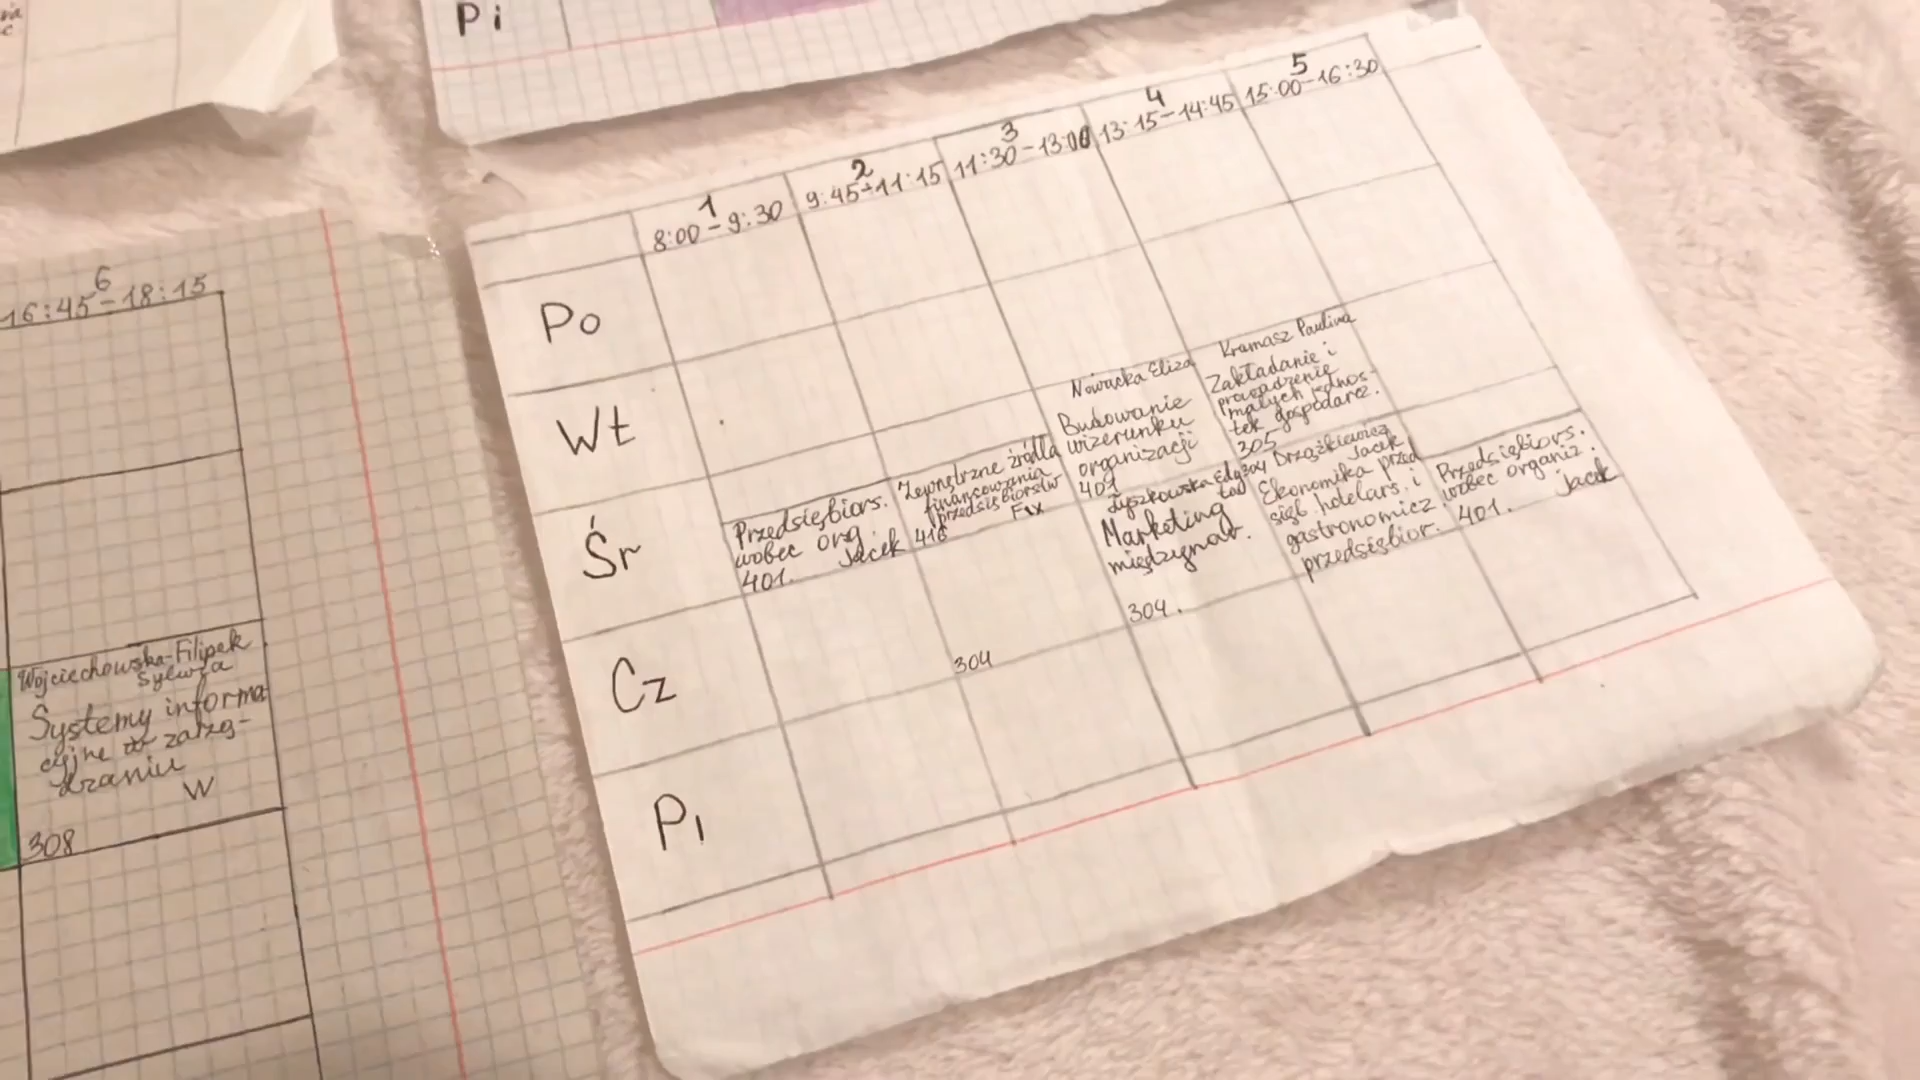 Pi
6
16:45-18:15
Wojciechowska-Filipek
Sylwia
Systemy informa
cyjne w zarzą-
dzaniu
W
308
1
8:00-9:30
2
9:45-11:15
3
11:30-13:00
4
13:15-14:45
5
15:00-16:30
Po
Wt
Nowacka Eliza
Budowanie
wizerunku
organizacji
401
Kramasz Paulina
Zakładanie i
prowadzenie
małych jednos-
tek gospodarcz.
305
Śr
Przedsiębiors.
wobec org.
401. Jacek
Zewnętrzne źródła
finansowania
przedsiębiorstw
416
Marketing
międzynar.
304.
304 Drążkiewicz
Jacek
Ekonomika przed
sięb. hotelars. i
gastronomicz.
przedsiębior.
Przedsiębiors.
wobec organiz.
401. Jacek
Cz
304
Pi